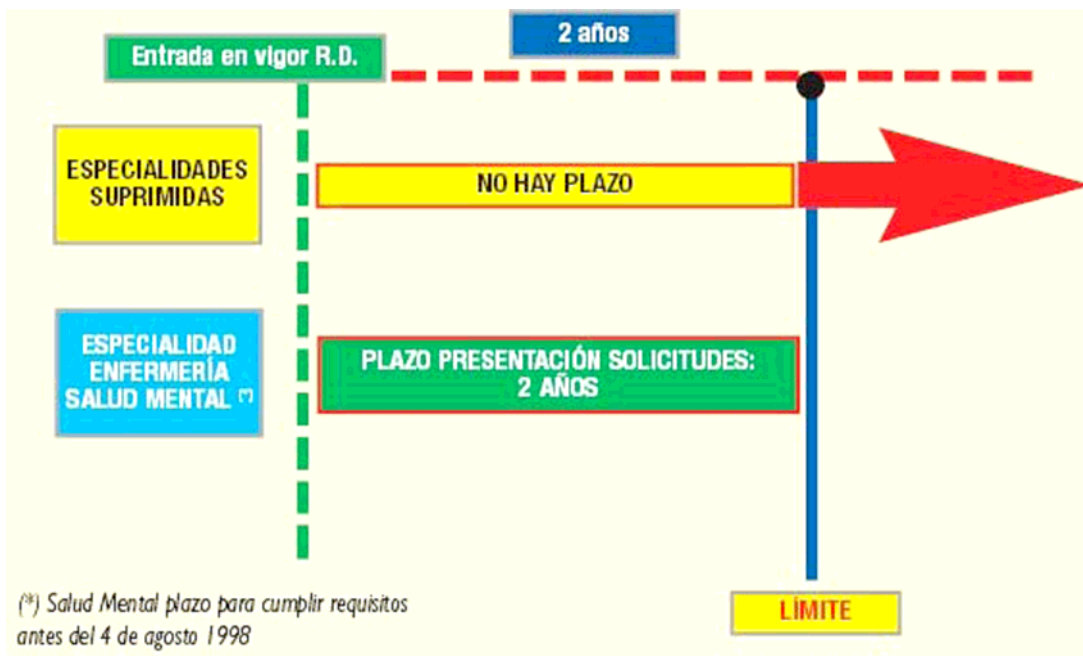 2 años
Entrada en vigor R.D.
ESPECIALIDADES
SUPRIMIDAS
NO HAY PLAZO
ESPECIALIDAD
ENFERMERÍA
SALUD MENTAL (*)
PLAZO PRESENTACIÓN SOLICITUDES:
2 AÑOS
(*) Salud Mental plazo para cumplir requisitos
antes del 4 de agosto 1998
LÍMITE